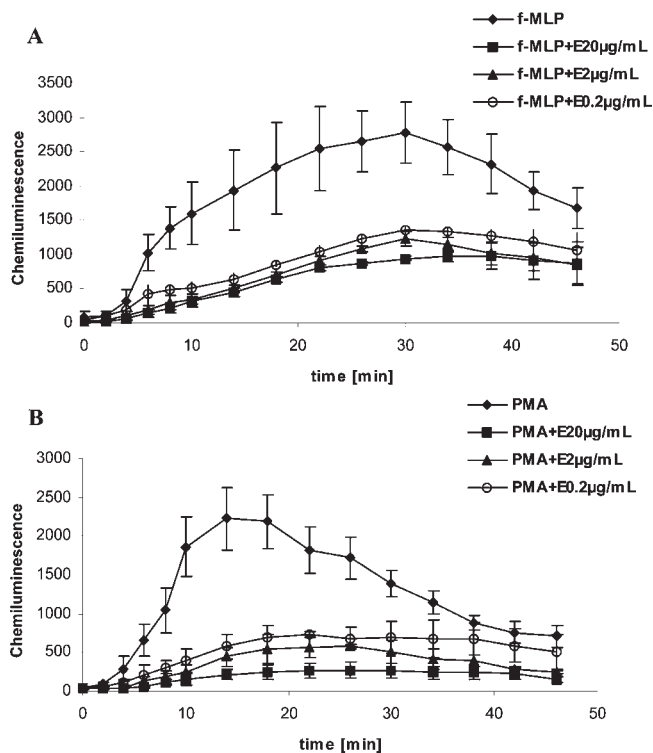 A
f-MLP
f-MLP+E20µg/mL
f-MLP+E2µg/mL
f-MLP+E0.2µg/mL
3500
3000
2500
2000
1500
1000
500
0
Chemiluminescence
0 10 20 30 40 50
time [min]
B
PMA
PMA+E20µg/mL
PMA+E2µg/mL
PMA+E0.2µg/mL
3000
2500
2000
1500
1000
500
0
Chemiluminescence
0 10 20 30 40 50
time [min]